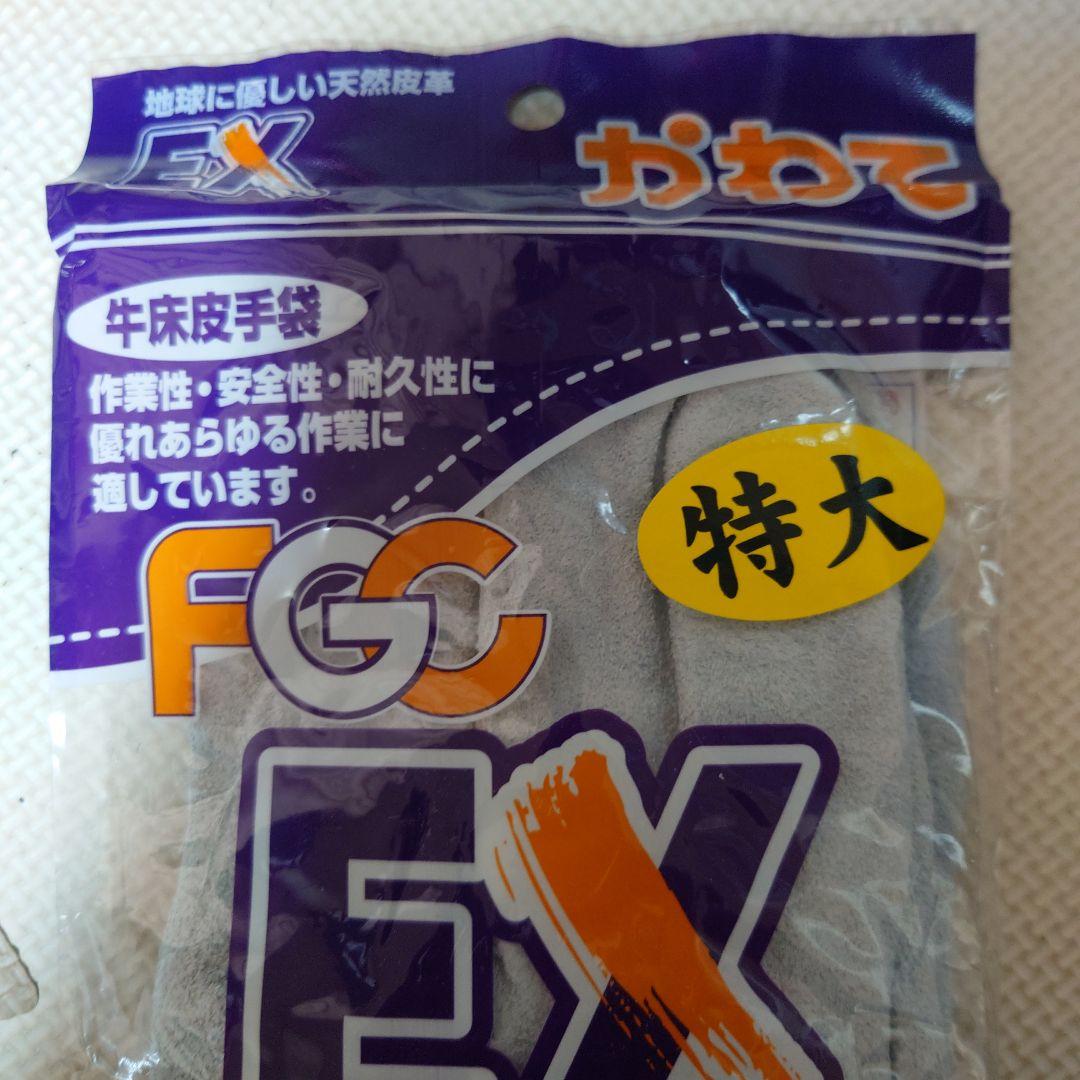 地球に優しい天然皮革
EX
かわて
牛床皮手袋
作業性・安全性・耐久性に
優れあらゆる作業に
適しています。
特大
FGC
EX